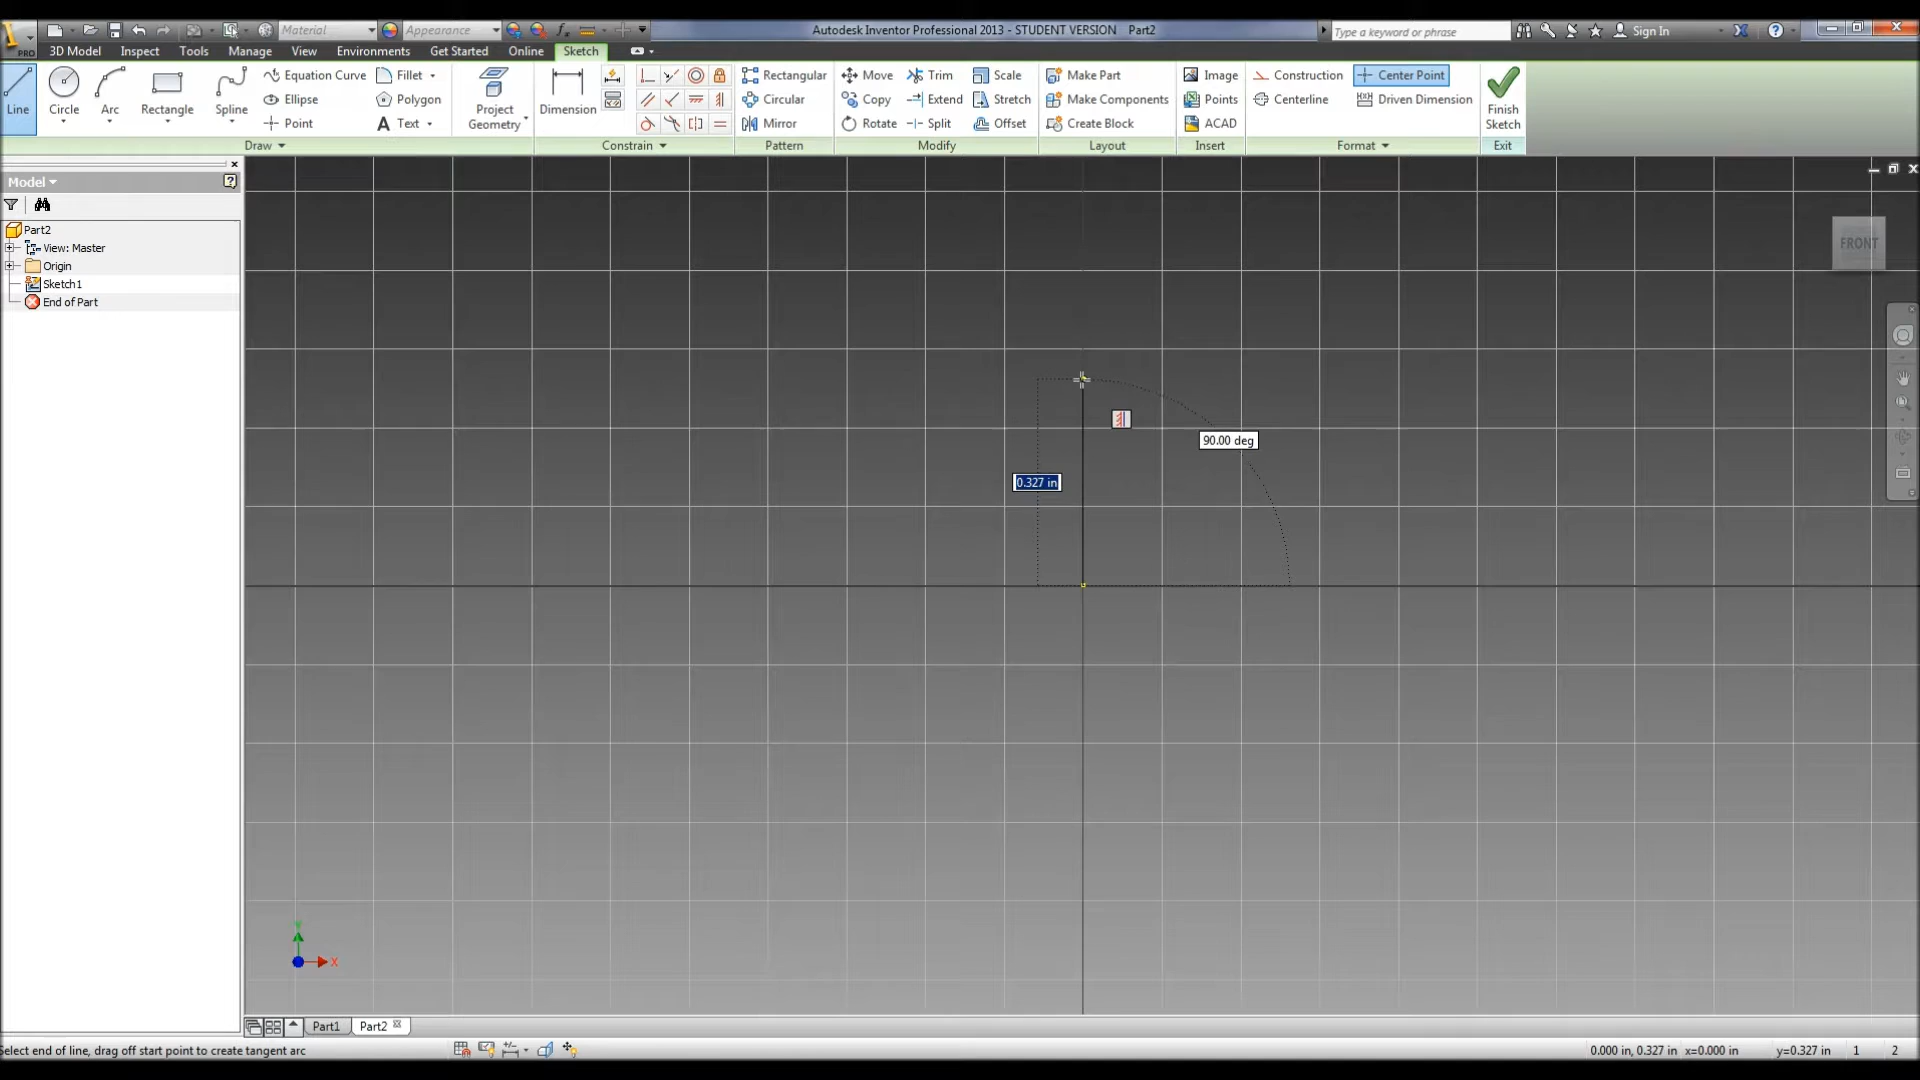 Material
Appearance
Autodesk Inventor Professional 2013 - STUDENT VERSION Part2
Type a keyword or phrase
Sign In
PRO
3D Model Inspect Tools Manage View Environments Get Started Online Sketch
Line
Circle
Arc
Rectangle
Spline
Equation Curve
Ellipse
Point
Fillet
Polygon
Text
Project Geometry
Dimension
Rectangular
Circular
Mirror
Move
Copy
Rotate
Trim
Extend
Split
Scale
Stretch
Offset
Make Part
Make Components
Create Block
Image
Points
ACAD
Construction
Centerline
Center Point
Driven Dimension
Finish Sketch
Draw Constrain Pattern Modify Layout Insert Format Exit
Model
Part2
View: Master
Origin
Sketch1
End of Part
FRONT
90.00 deg
0.327 in
Y
X
Part1 Part2
Select end of line, drag off start point to create tangent arc
0.000 in, 0.327 in x=0.000 in y=0.327 in 1 2